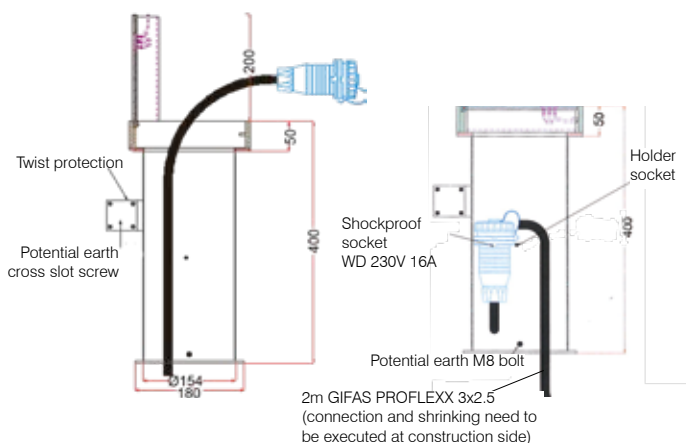 200
50
Twist protection
Potential earth
cross slot screw
400
Ø154
180
50
Holder
socket
Shockproof
socket
WD 230V 16A
400
Potential earth M8 bolt
2m GIFAS PROFLEXX 3x2.5
(connection and shrinking need to
be executed at construction side)